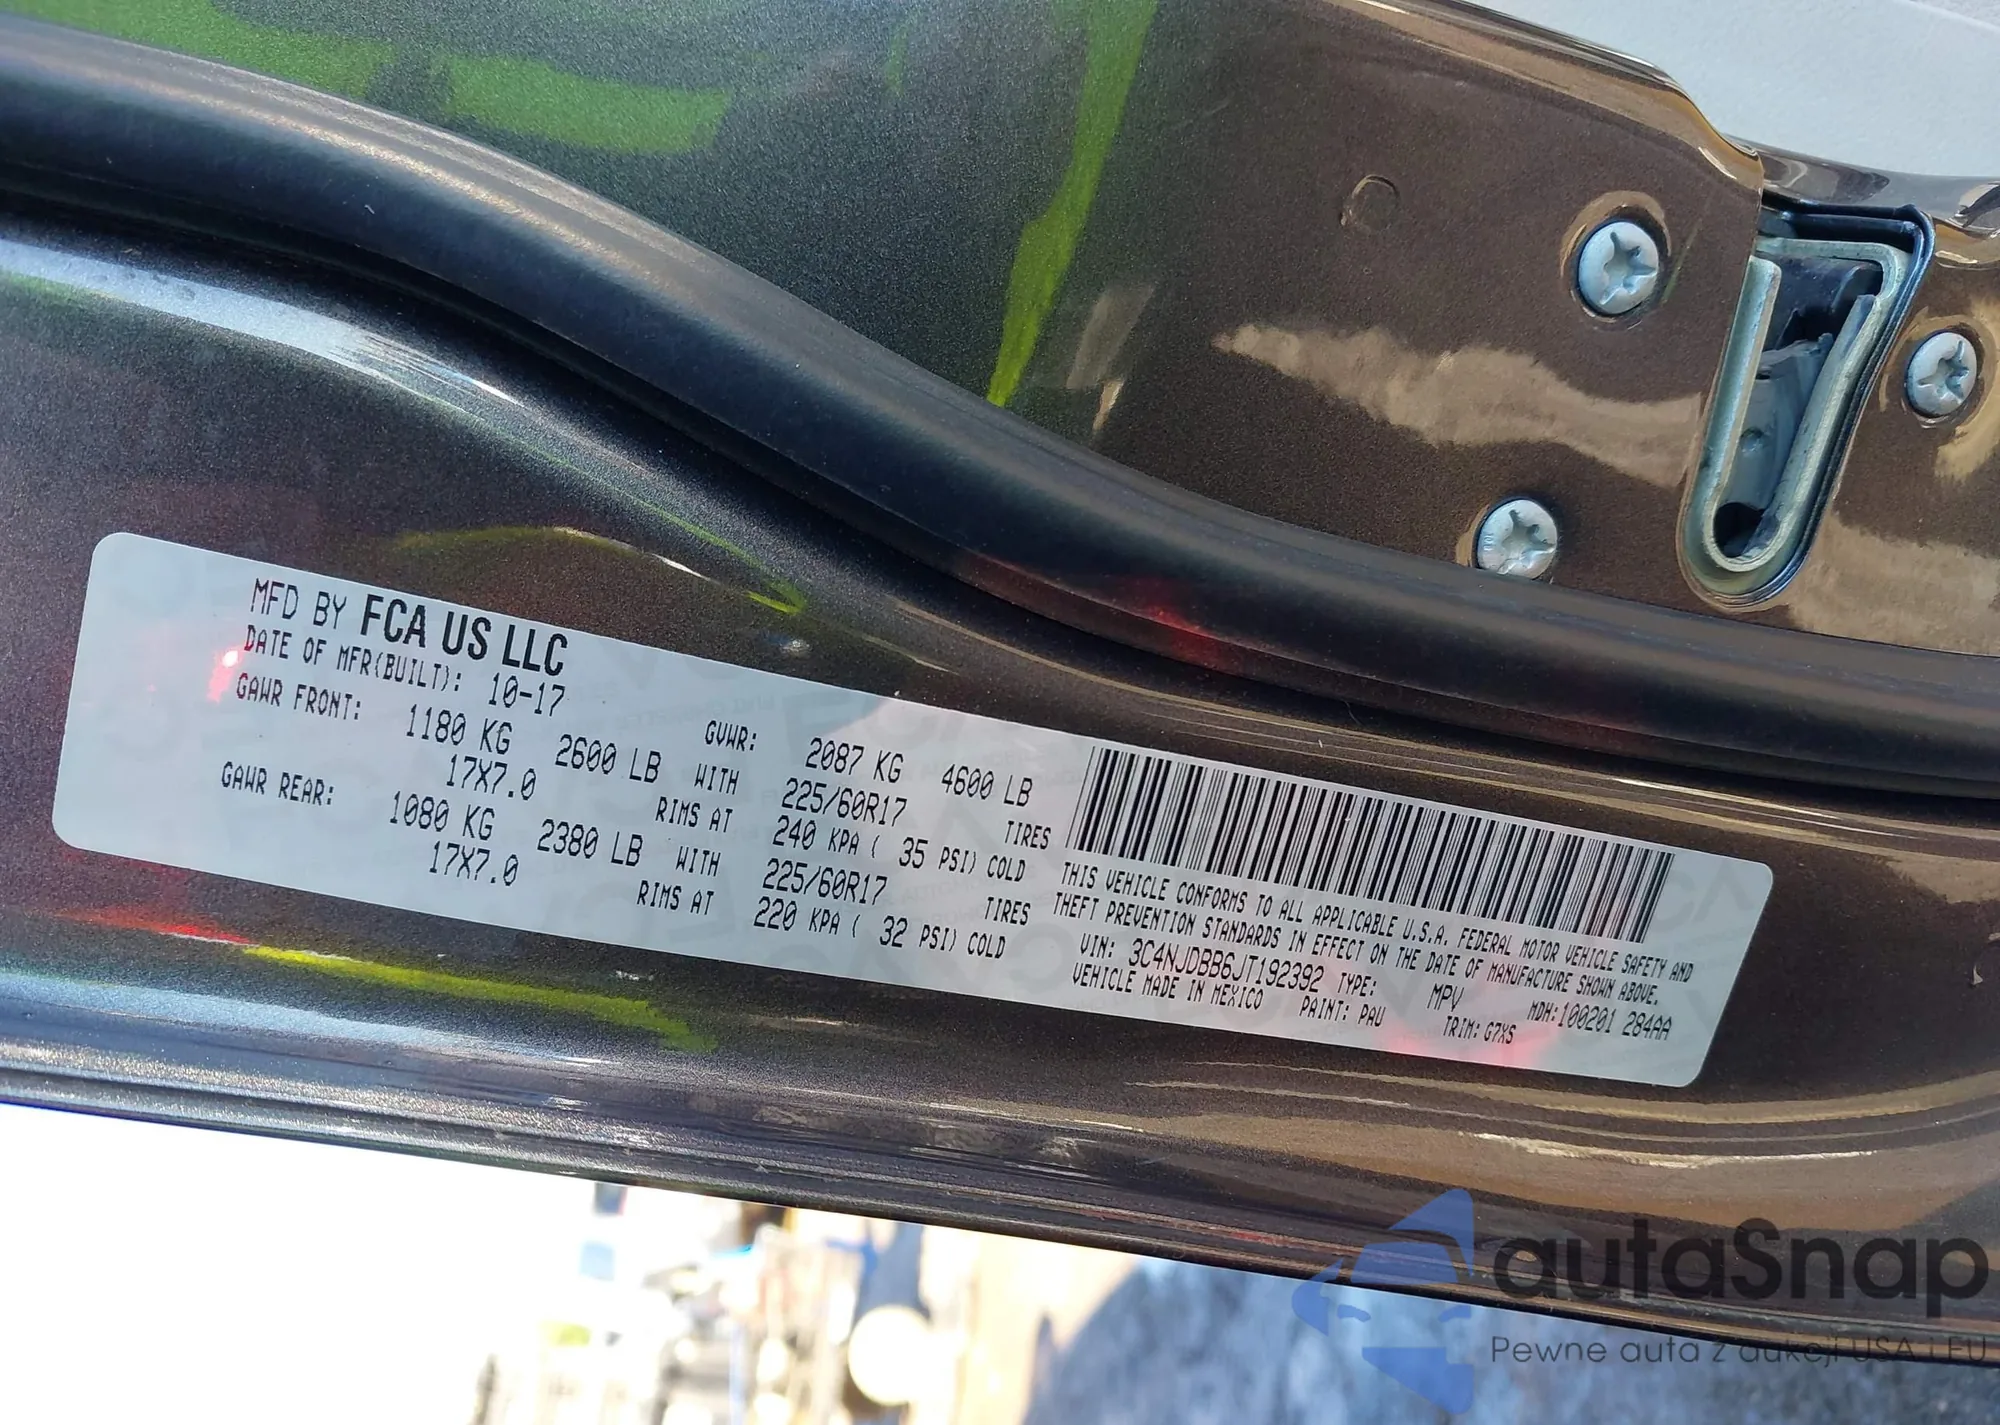 MFD BY FCA US LLC
DATE OF MFR(BUILT): 10-17
GVWR: 2087 KG 4600 LB
GAWR FRONT: 1180 KG 2600 LB WITH 225/60R17 TIRES
17X7.0 RIMS AT 240 KPA ( 35 PSI) COLD
GAWR REAR: 1080 KG 2380 LB WITH 225/60R17 TIRES
17X7.0 RIMS AT 220 KPA ( 32 PSI) COLD
THIS VEHICLE CONFORMS TO ALL APPLICABLE U.S.A. FEDERAL MOTOR VEHICLE SAFETY AND
THEFT PREVENTION STANDARDS IN EFFECT ON THE DATE OF MANUFACTURE SHOWN ABOVE.
VIN: 3C4NJDBB6JT192392 TYPE: MPV MDH:100201 284AA
VEHICLE MADE IN MEXICO PAINT: PAU TRIM: G7XS
autaSnap
Pewne auta z aukcji USA i EU